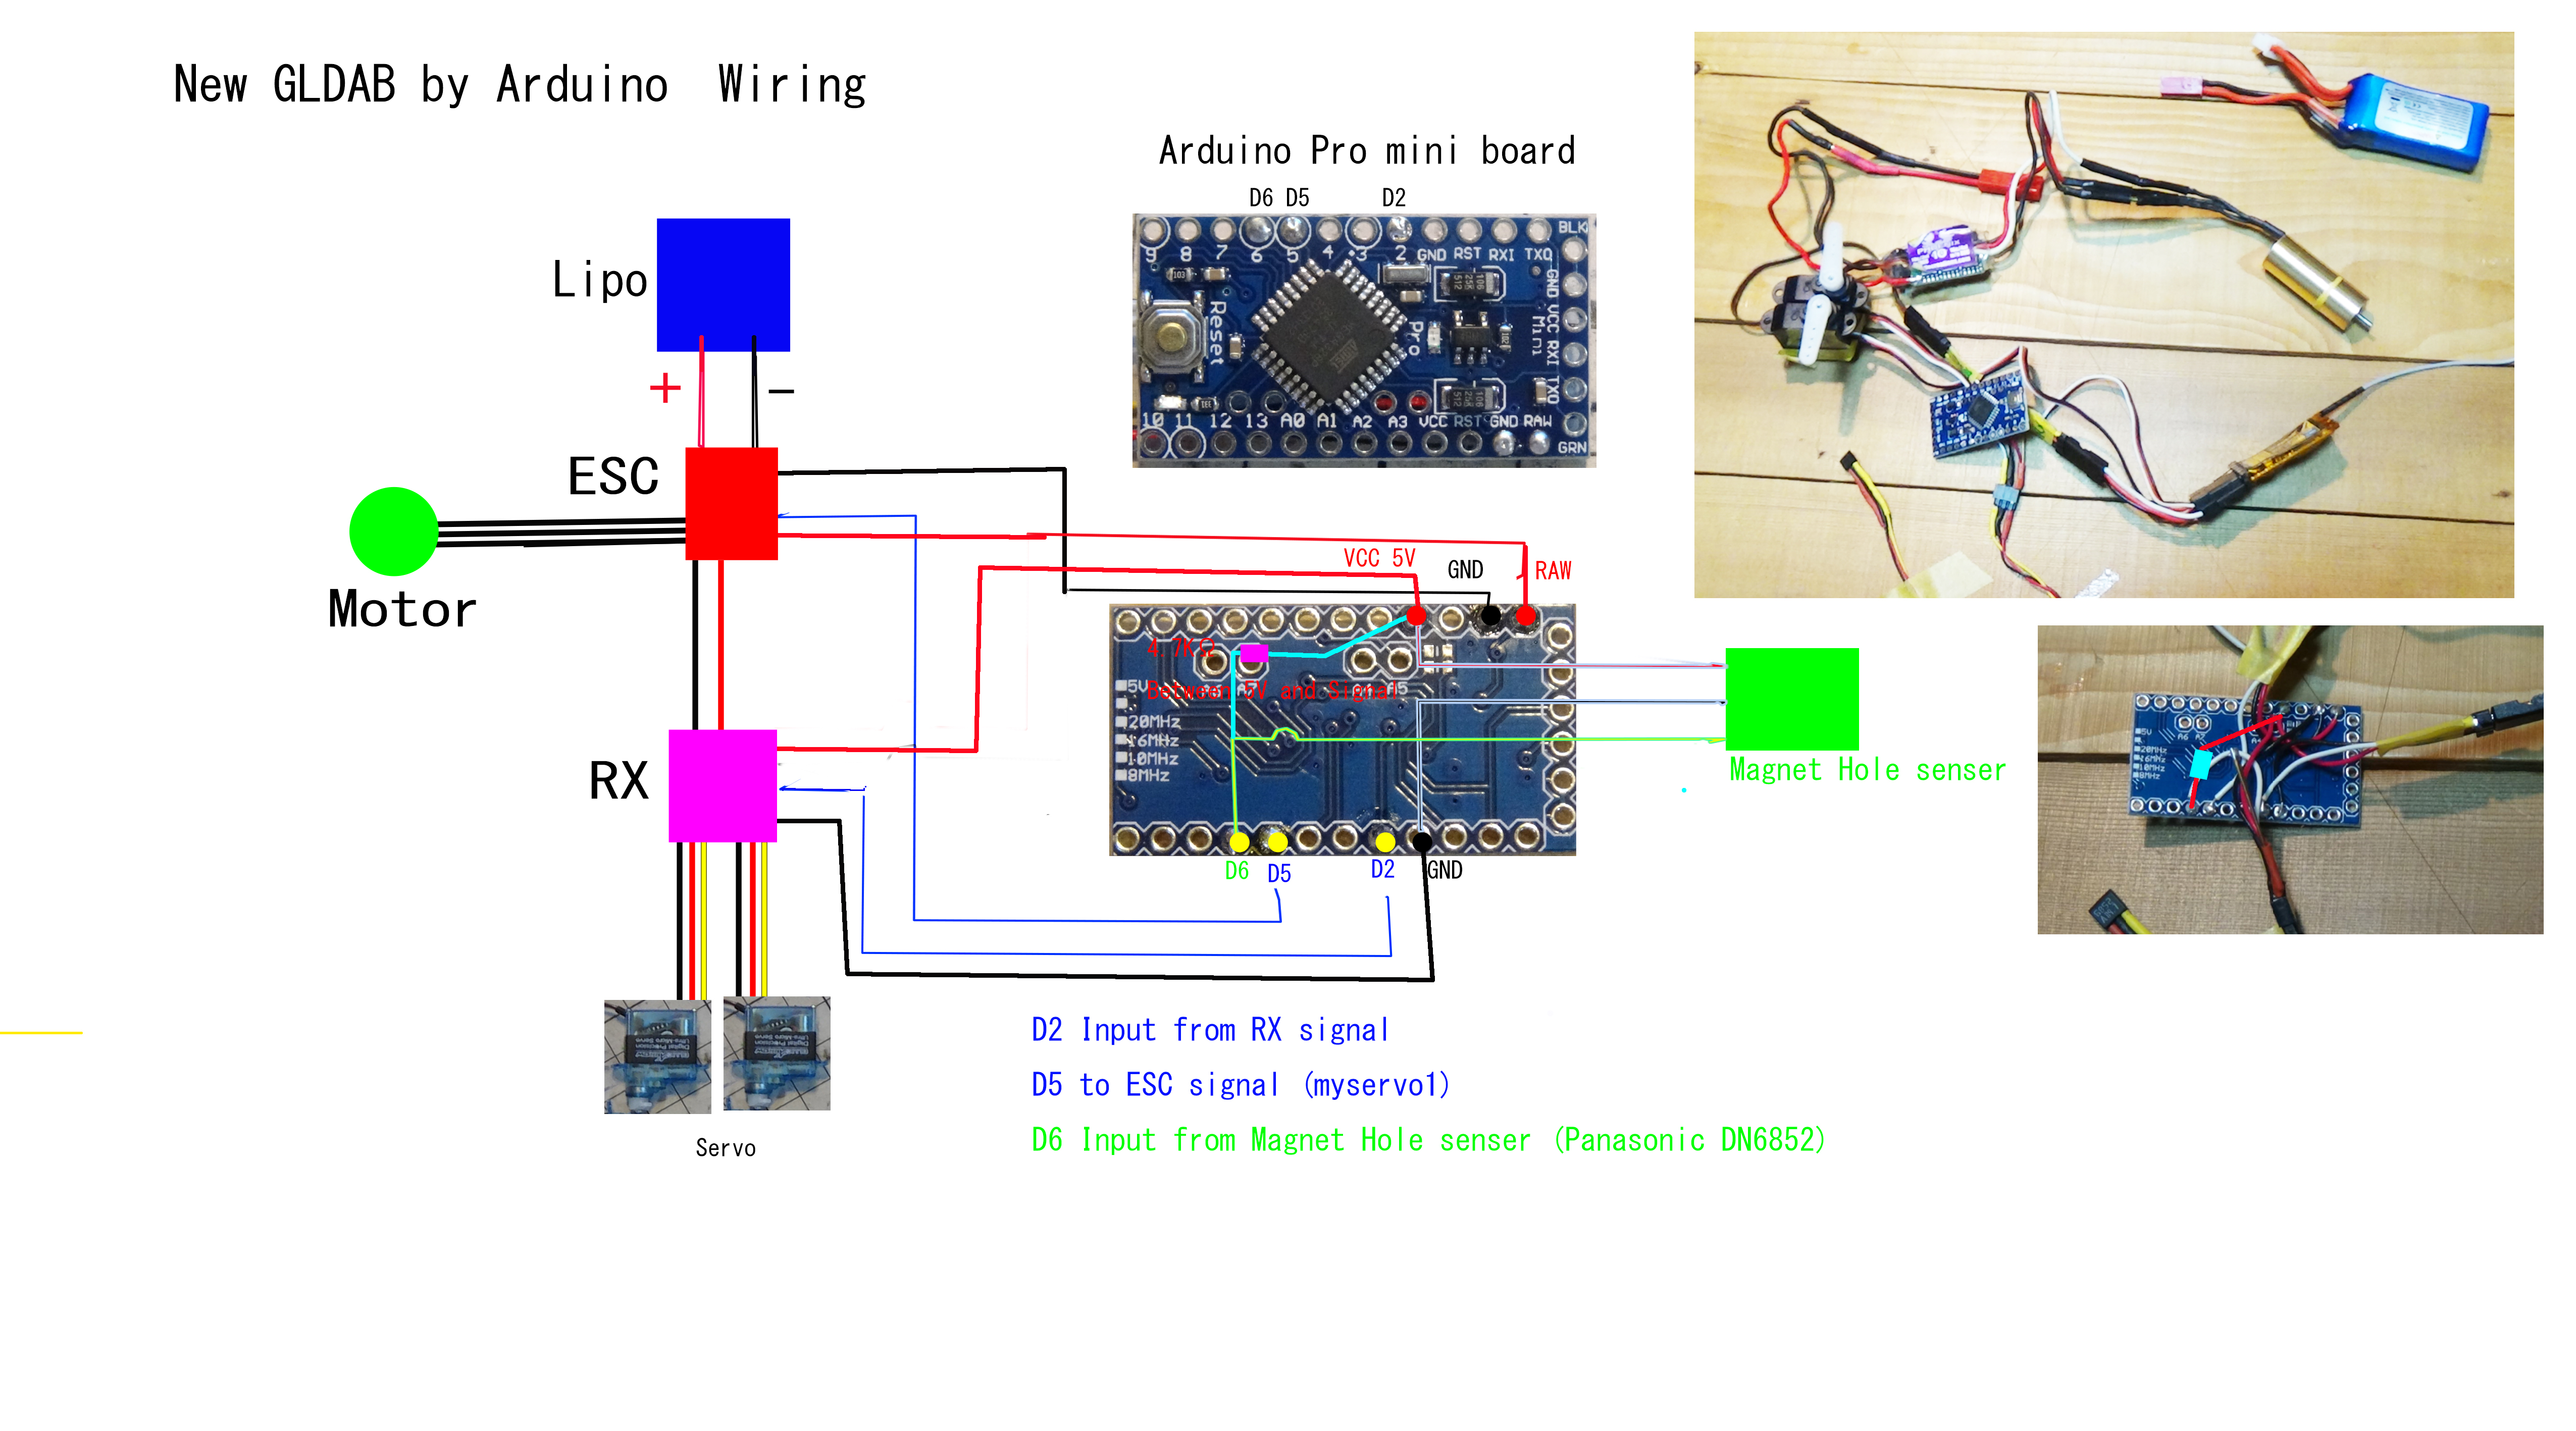 New GLDAB by Arduino Wiring
Arduino Pro mini board
D6 D5 D2
BLK
9 8 7 6 5 4 3 2 GND RST RXI TXO
GND VCC RXI TXO
Reset
Pro
Mini
10 11 12 13 A0 A1 A2 A3 VCC RST GND RAW
GRN
Lipo
+ −
ESC
Motor
VCC 5V
GND
RAW
4.7KΩ
Between 5V and Signal
5V
20MHz
16MHz
10MHz
8MHz
Magnet Hole senser
RX
D6
D5
D2
GND
Servo
D2 Input from RX signal
D5 to ESC signal (myservo1)
D6 Input from Magnet Hole senser (Panasonic DN6852)